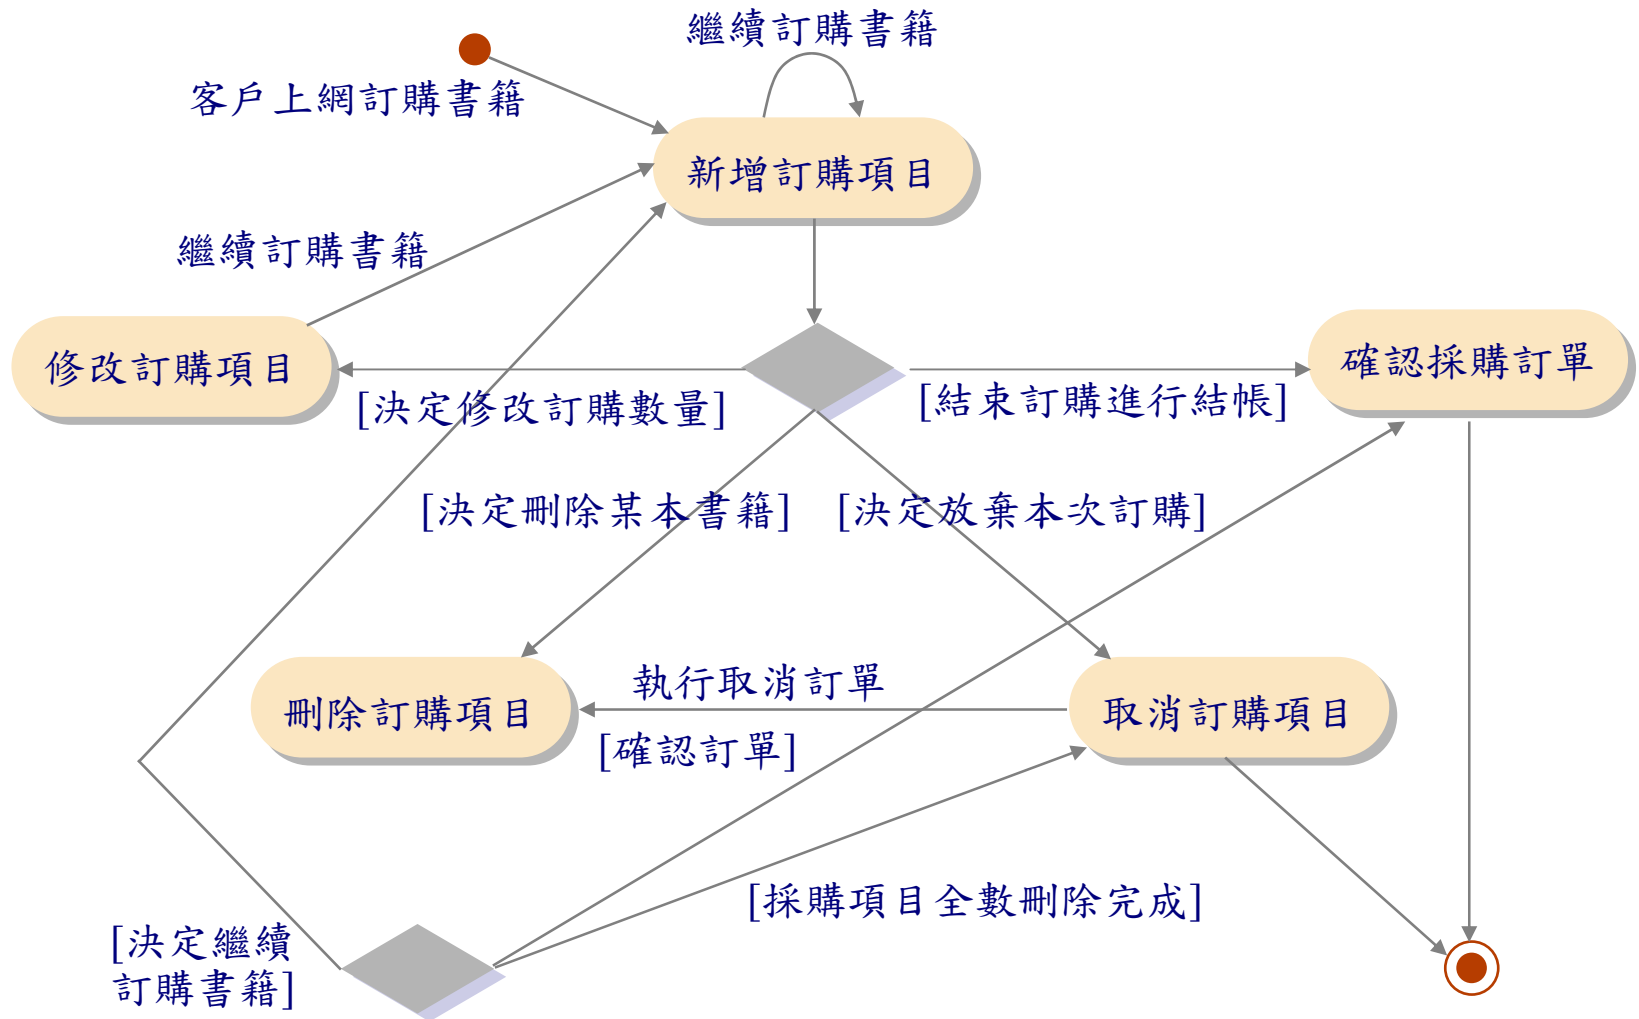 繼續訂購書籍
客戶上網訂購書籍
新增訂購項目
繼續訂購書籍
修改訂購項目
確認採購訂單
[決定修改訂購數量]
[結束訂購進行結帳]
[決定刪除某本書籍]
[決定放棄本次訂購]
執行取消訂單
刪除訂購項目
取消訂購項目
[確認訂單]
[採購項目全數刪除完成]
[決定繼續
訂購書籍]